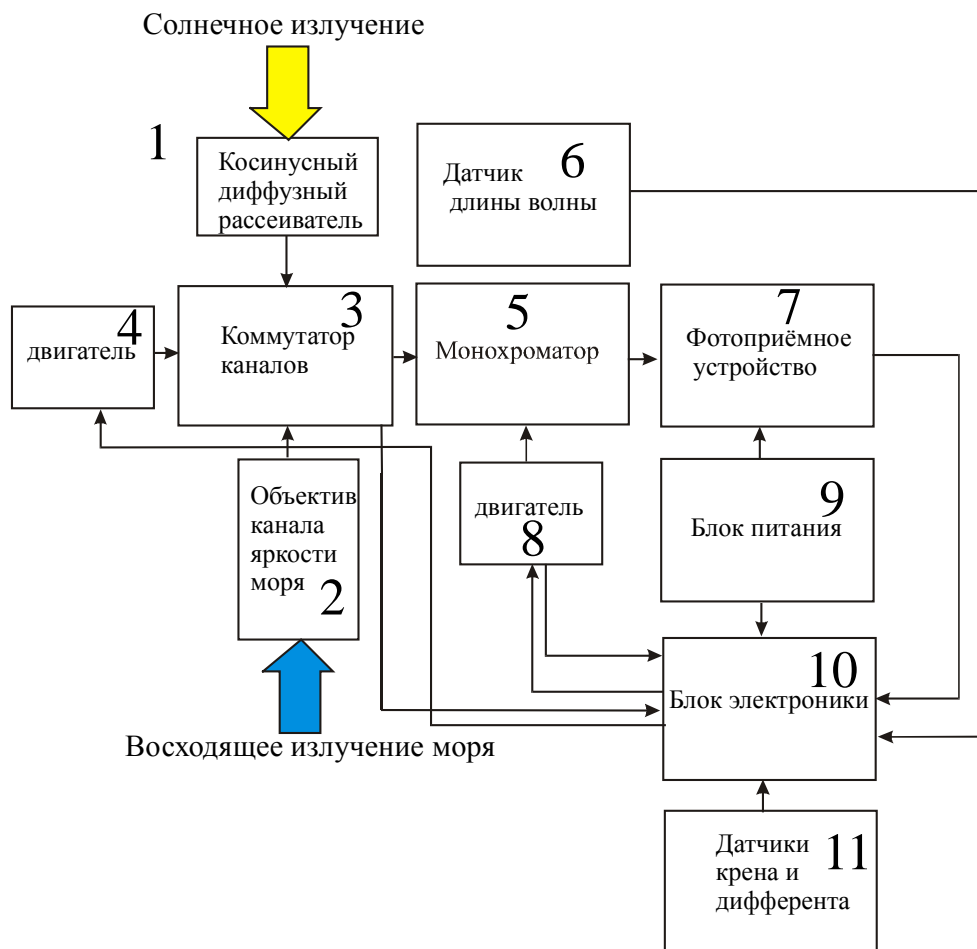 Солнечное излучение
1
Косинусный
диффузный
рассеиватель
6
Датчик
длины волны
4
двигатель
3
Коммутатор
каналов
5
Монохроматор
7
Фотоприёмное
устройство
Объектив
канала
яркости
моря
2
двигатель
8
9
Блок питания
10
Блок электроники
Восходящее излучение моря
11
Датчики
крена и
дифферента